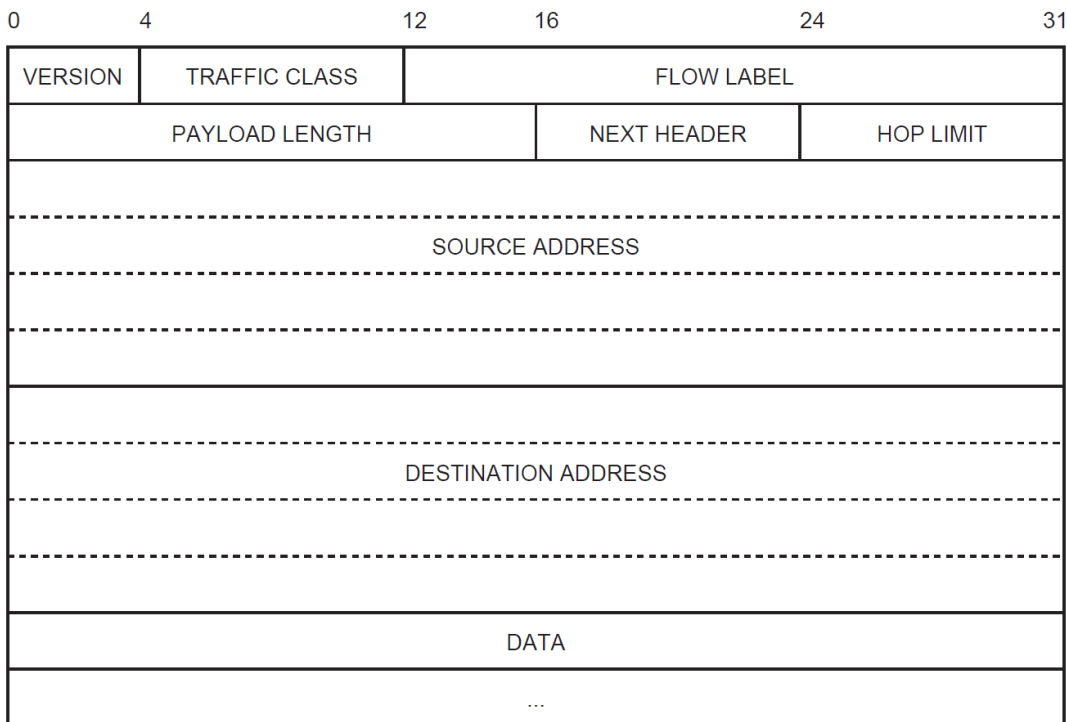 0 4 12 16 24 31
VERSION TRAFFIC CLASS FLOW LABEL
PAYLOAD LENGTH NEXT HEADER HOP LIMIT
SOURCE ADDRESS
DESTINATION ADDRESS
DATA
...